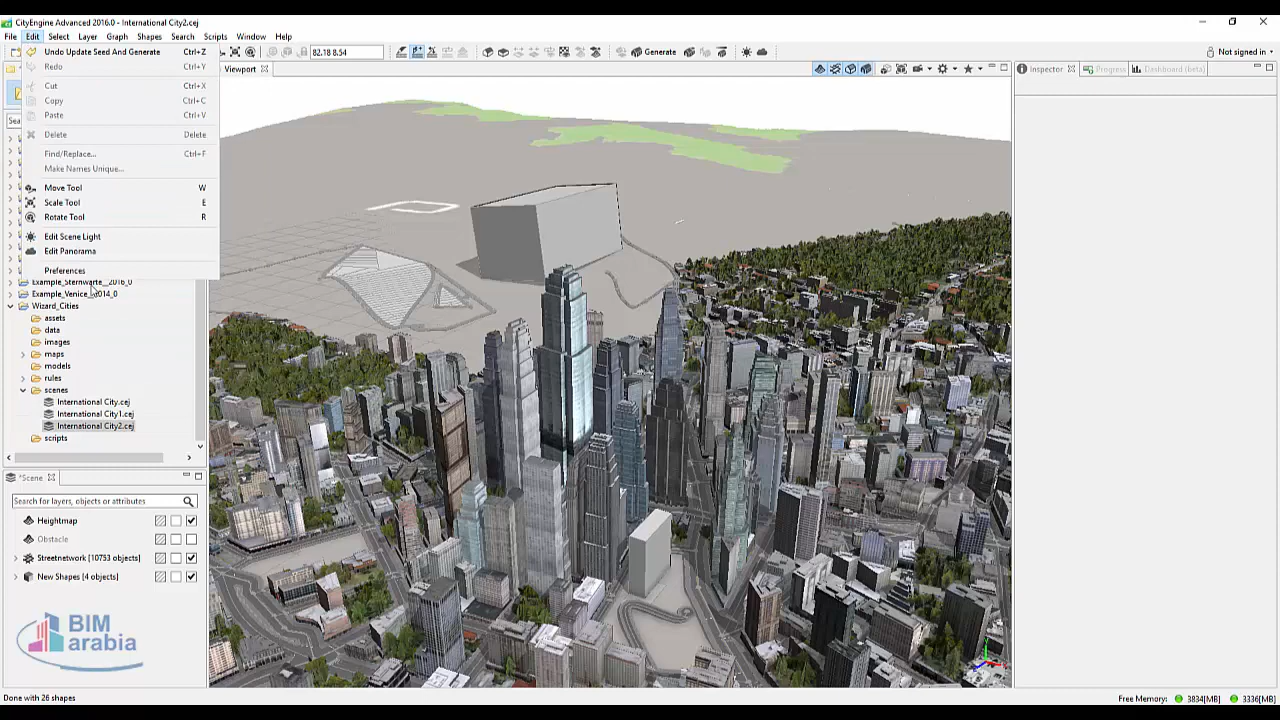 CityEngine Advanced 2016.0 - International City2.cej
File Edit Select Layer Graph Shapes Search Scripts Window Help
82.18 8.54
Generate
Not signed in
Undo Update Seed And Generate Ctrl+Z
Redo Ctrl+Y
Cut Ctrl+X
Copy Ctrl+C
Paste Ctrl+V
Delete Delete
Find/Replace... Ctrl+F
Make Names Unique...
Move Tool W
Scale Tool E
Rotate Tool R
Edit Scene Light
Edit Panorama
Preferences
Viewport
Inspector
Progress
Dashboard (beta)
Sea
Example_Sternwarte__2016_0
Example_Venice__2014_0
Wizard_Cities
assets
data
images
maps
models
rules
scenes
International City.cej
International City1.cej
International City2.cej
scripts
*Scene
Search for layers, objects or attributes
Heightmap
Obstacle
Streetnetwork [10753 objects]
New Shapes [4 objects]
BIM
arabia
Done with 26 shapes
Free Memory: 3834[MB] 3336[MB]